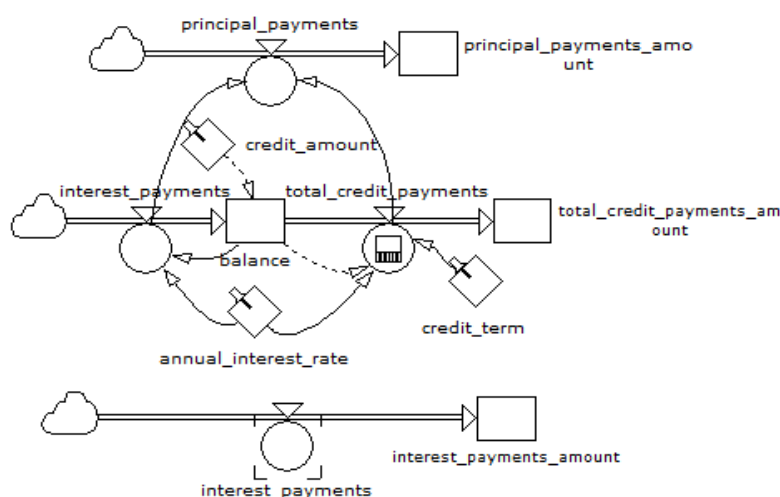 principal_payments
principal_payments_amo
unt
credit_amount
interest_payments
total_credit_payments
total_credit_payments_am
ount
balance
credit_term
annual_interest_rate
interest_payments_amount
interest_payments